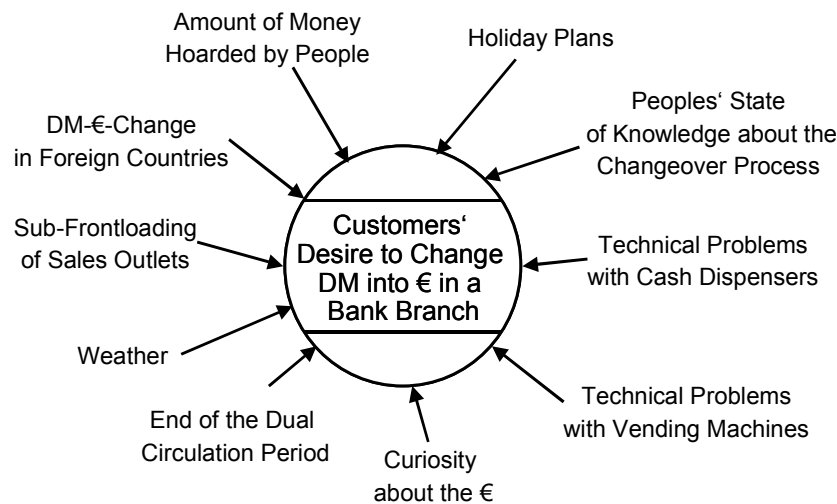 Amount of Money
Hoarded by People
Holiday Plans
Peoples‘ State
of Knowledge about the
Changeover Process
DM-€-Change
in Foreign Countries
Sub-Frontloading
of Sales Outlets
Customers‘
Desire to Change
DM into € in a
Bank Branch
Technical Problems
with Cash Dispensers
Weather
Technical Problems
with Vending Machines
End of the Dual
Circulation Period
Curiosity
about the €